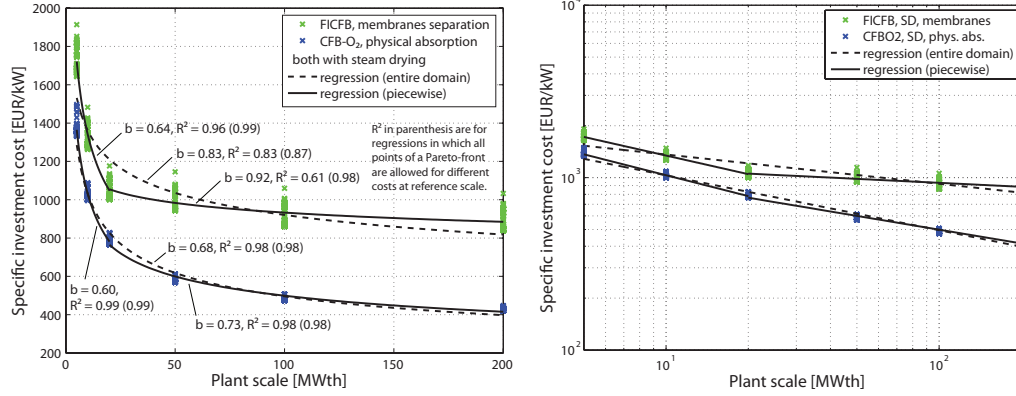 Specific investment cost [EUR/kW]
2000
1800
1600
1400
1200
1000
800
600
400
200
0
50
100
150
200
Plant scale [MWth]
FICFB, membranes separation
CFB-O₂, physical absorption
both with steam drying
regression (entire domain)
regression (piecewise)
R² in parenthesis are for
regressions in which all
points of a Pareto-front
are allowed for different
costs at reference scale.
b = 0.64, R² = 0.96 (0.99)
b = 0.83, R² = 0.83 (0.87)
b = 0.92, R² = 0.61 (0.98)
b = 0.68, R² = 0.98 (0.98)
b = 0.60,
R² = 0.99 (0.99)
b = 0.73, R² = 0.98 (0.98)
Specific investment cost [EUR/kW]
10⁴
10³
10²
10¹
10²
Plant scale [MWth]
FICFB, SD, membranes
CFBO2, SD, phys. abs.
regression (entire domain)
regression (piecewise)